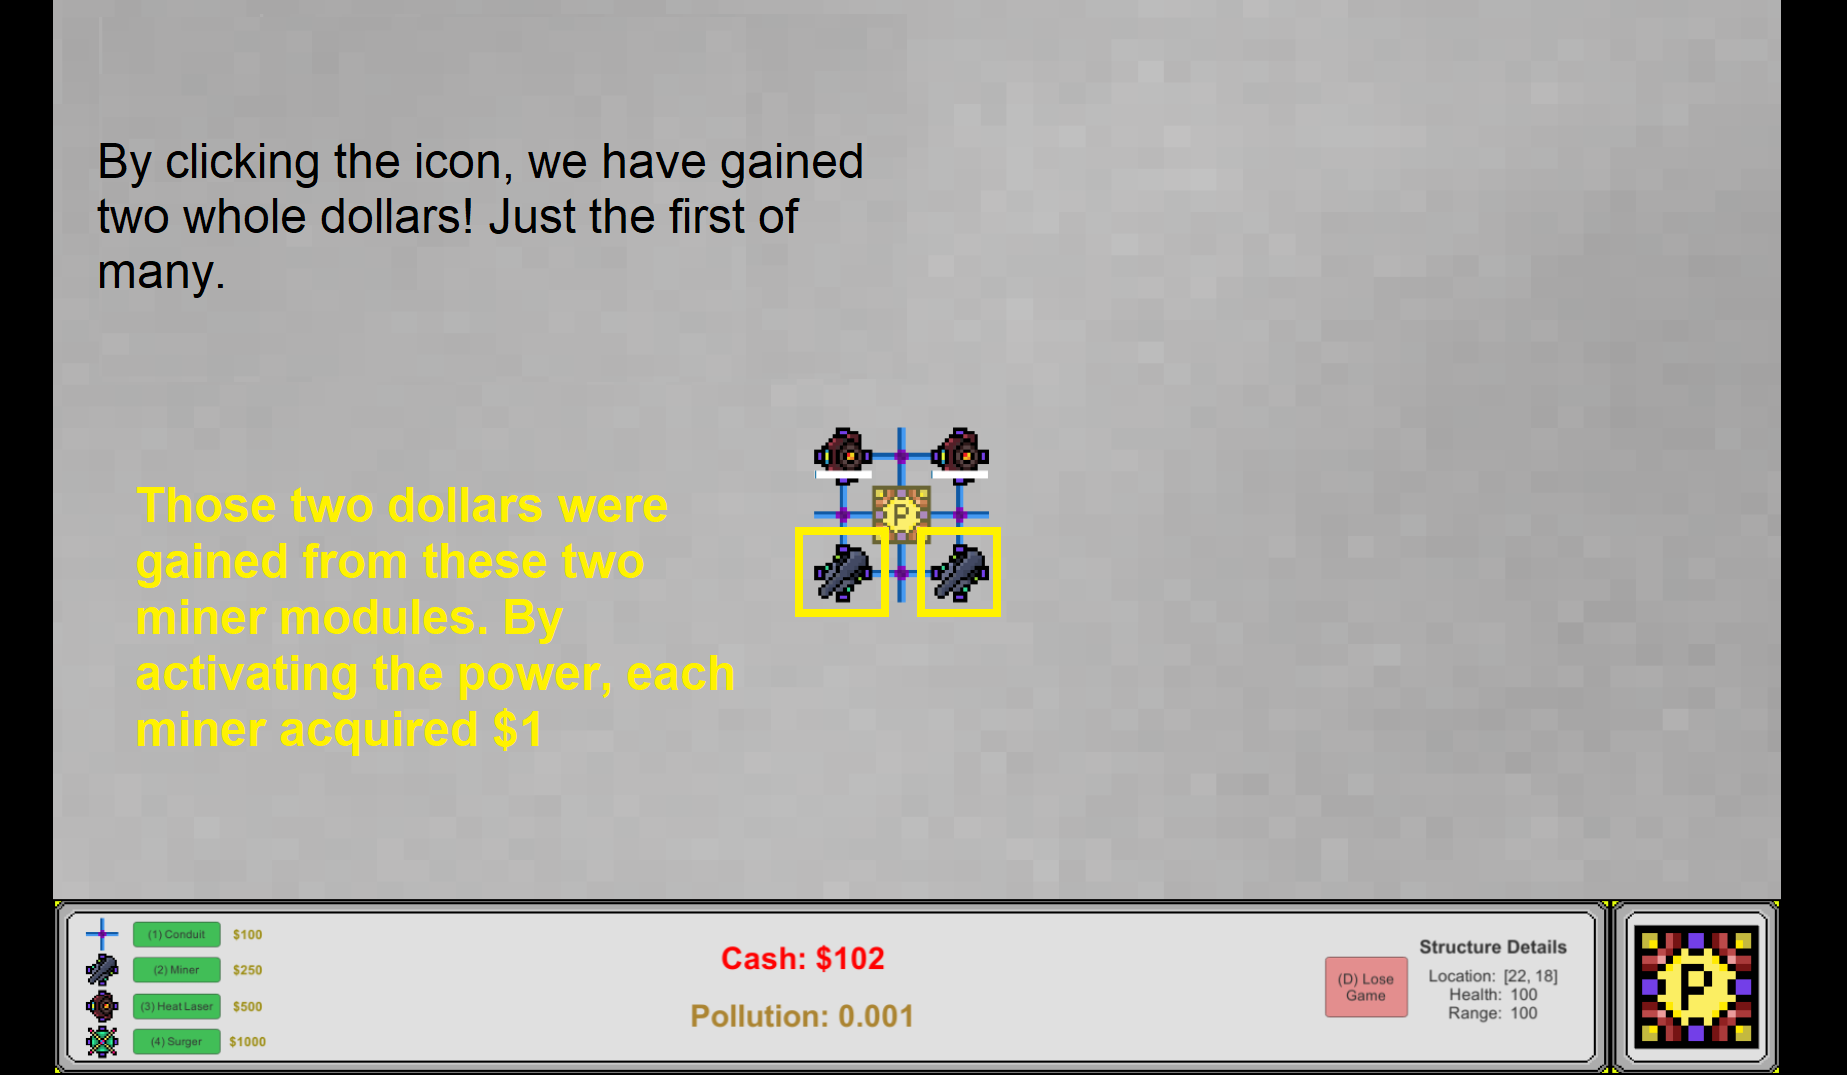 By clicking the icon, we have gained
two whole dollars! Just the first of
many.
P
Those two dollars were
gained from these two
miner modules. By
activating the power, each
miner acquired $1
(1) Conduit $100
(2) Miner $250
(3) Heat Laser $500
(4) Surger $1000
Cash: $102
Pollution: 0.001
(D) Lose
Game
Structure Details
Location: [22, 18]
Health: 100
Range: 100
P